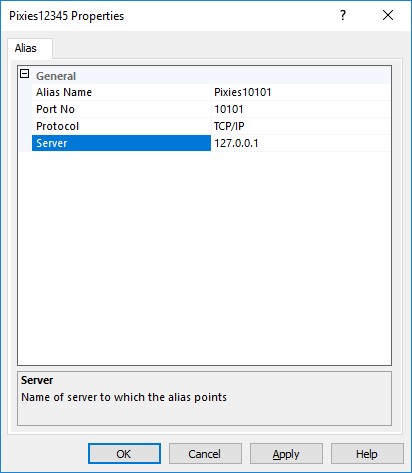 Pixies12345 Properties
Alias
General
Alias Name Pixies10101
Port No 10101
Protocol TCP/IP
Server 127.0.0.1
Server
Name of server to which the alias points
OK Cancel Apply Help